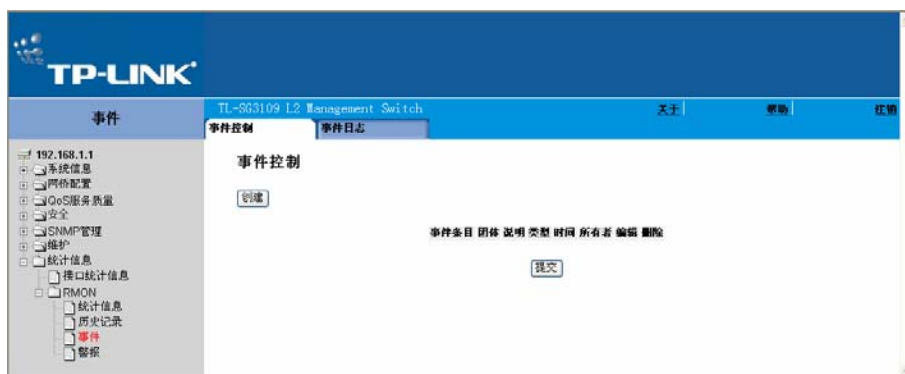 TP-LINK
事件
TL-SG3109 L2 Management Switch
关于
帮助
注销
事件控制
事件日志
192.168.1.1
系统信息
网桥配置
QoS服务质量
安全
SNMP管理
维护
统计信息
接口统计信息
RMON
统计信息
历史记录
事件
警报
事件控制
创建
事件条目 团体 说明 类型 时间 所有者 编辑 删除
提交